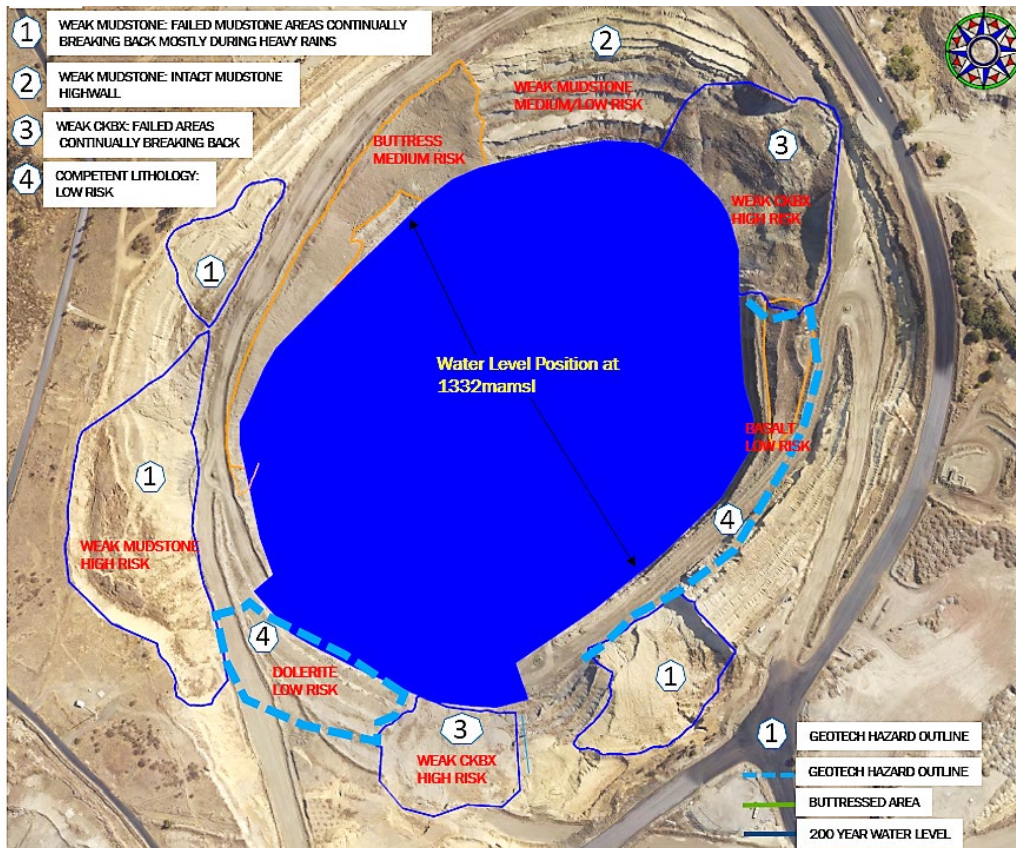 1 WEAK MUDSTONE: FAILED MUDSTONE AREAS CONTINUALLY
BREAKING BACK MOSTLY DURING HEAVY RAINS
2 WEAK MUDSTONE: INTACT MUDSTONE
HIGHWALL
3 WEAK CKBX: FAILED AREAS
CONTINUALLY BREAKING BACK
4 COMPETENT LITHOLOGY:
LOW RISK
2
WEAK MUDSTONE
MEDIUM/LOW RISK
BUTTRESS
MEDIUM RISK
3
WEAK CKBX
HIGH RISK
1
Water Level Position at
1332mamsl
BASALT
LOW RISK
1
WEAK MUDSTONE
HIGH RISK
4
4
DOLERITE
LOW RISK
1
3
WEAK CKBX
HIGH RISK
1 GEOTECH HAZARD OUTLINE
GEOTECH HAZARD OUTLINE
BUTTRESSED AREA
200 YEAR WATER LEVEL